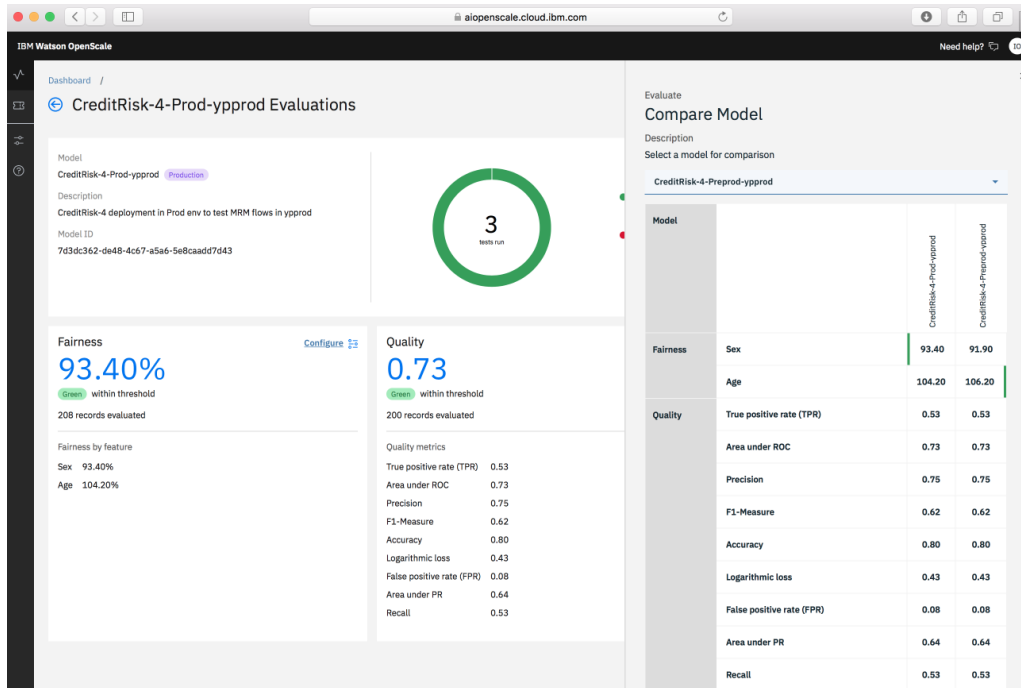 aiopenscale.cloud.ibm.com
IBM Watson OpenScale
Need help?
IO
Dashboard /
CreditRisk-4-Prod-ypprod Evaluations
Model
CreditRisk-4-Prod-ypprod Production
Description
CreditRisk-4 deployment in Prod env to test MRM flows in ypprod
Model ID
7d3dc362-de48-4c67-a5a6-5e8caadd7d43
3
tests run
Fairness
Configure
93.40%
Green within threshold
208 records evaluated
Fairness by feature
Sex 93.40%
Age 104.20%
Quality
0.73
Green within threshold
200 records evaluated
Quality metrics
True positive rate (TPR) 0.53
Area under ROC 0.73
Precision 0.75
F1-Measure 0.62
Accuracy 0.80
Logarithmic loss 0.43
False positive rate (FPR) 0.08
Area under PR 0.64
Recall 0.53
Evaluate
Compare Model
Description
Select a model for comparison
CreditRisk-4-Preprod-ypprod
Model
CreditRisk-4-Prod-ypprod
CreditRisk-4-Preprod-ypprod
Fairness Sex 93.40 91.90
Age 104.20 106.20
Quality True positive rate (TPR) 0.53 0.53
Area under ROC 0.73 0.73
Precision 0.75 0.75
F1-Measure 0.62 0.62
Accuracy 0.80 0.80
Logarithmic loss 0.43 0.43
False positive rate (FPR) 0.08 0.08
Area under PR 0.64 0.64
Recall 0.53 0.53